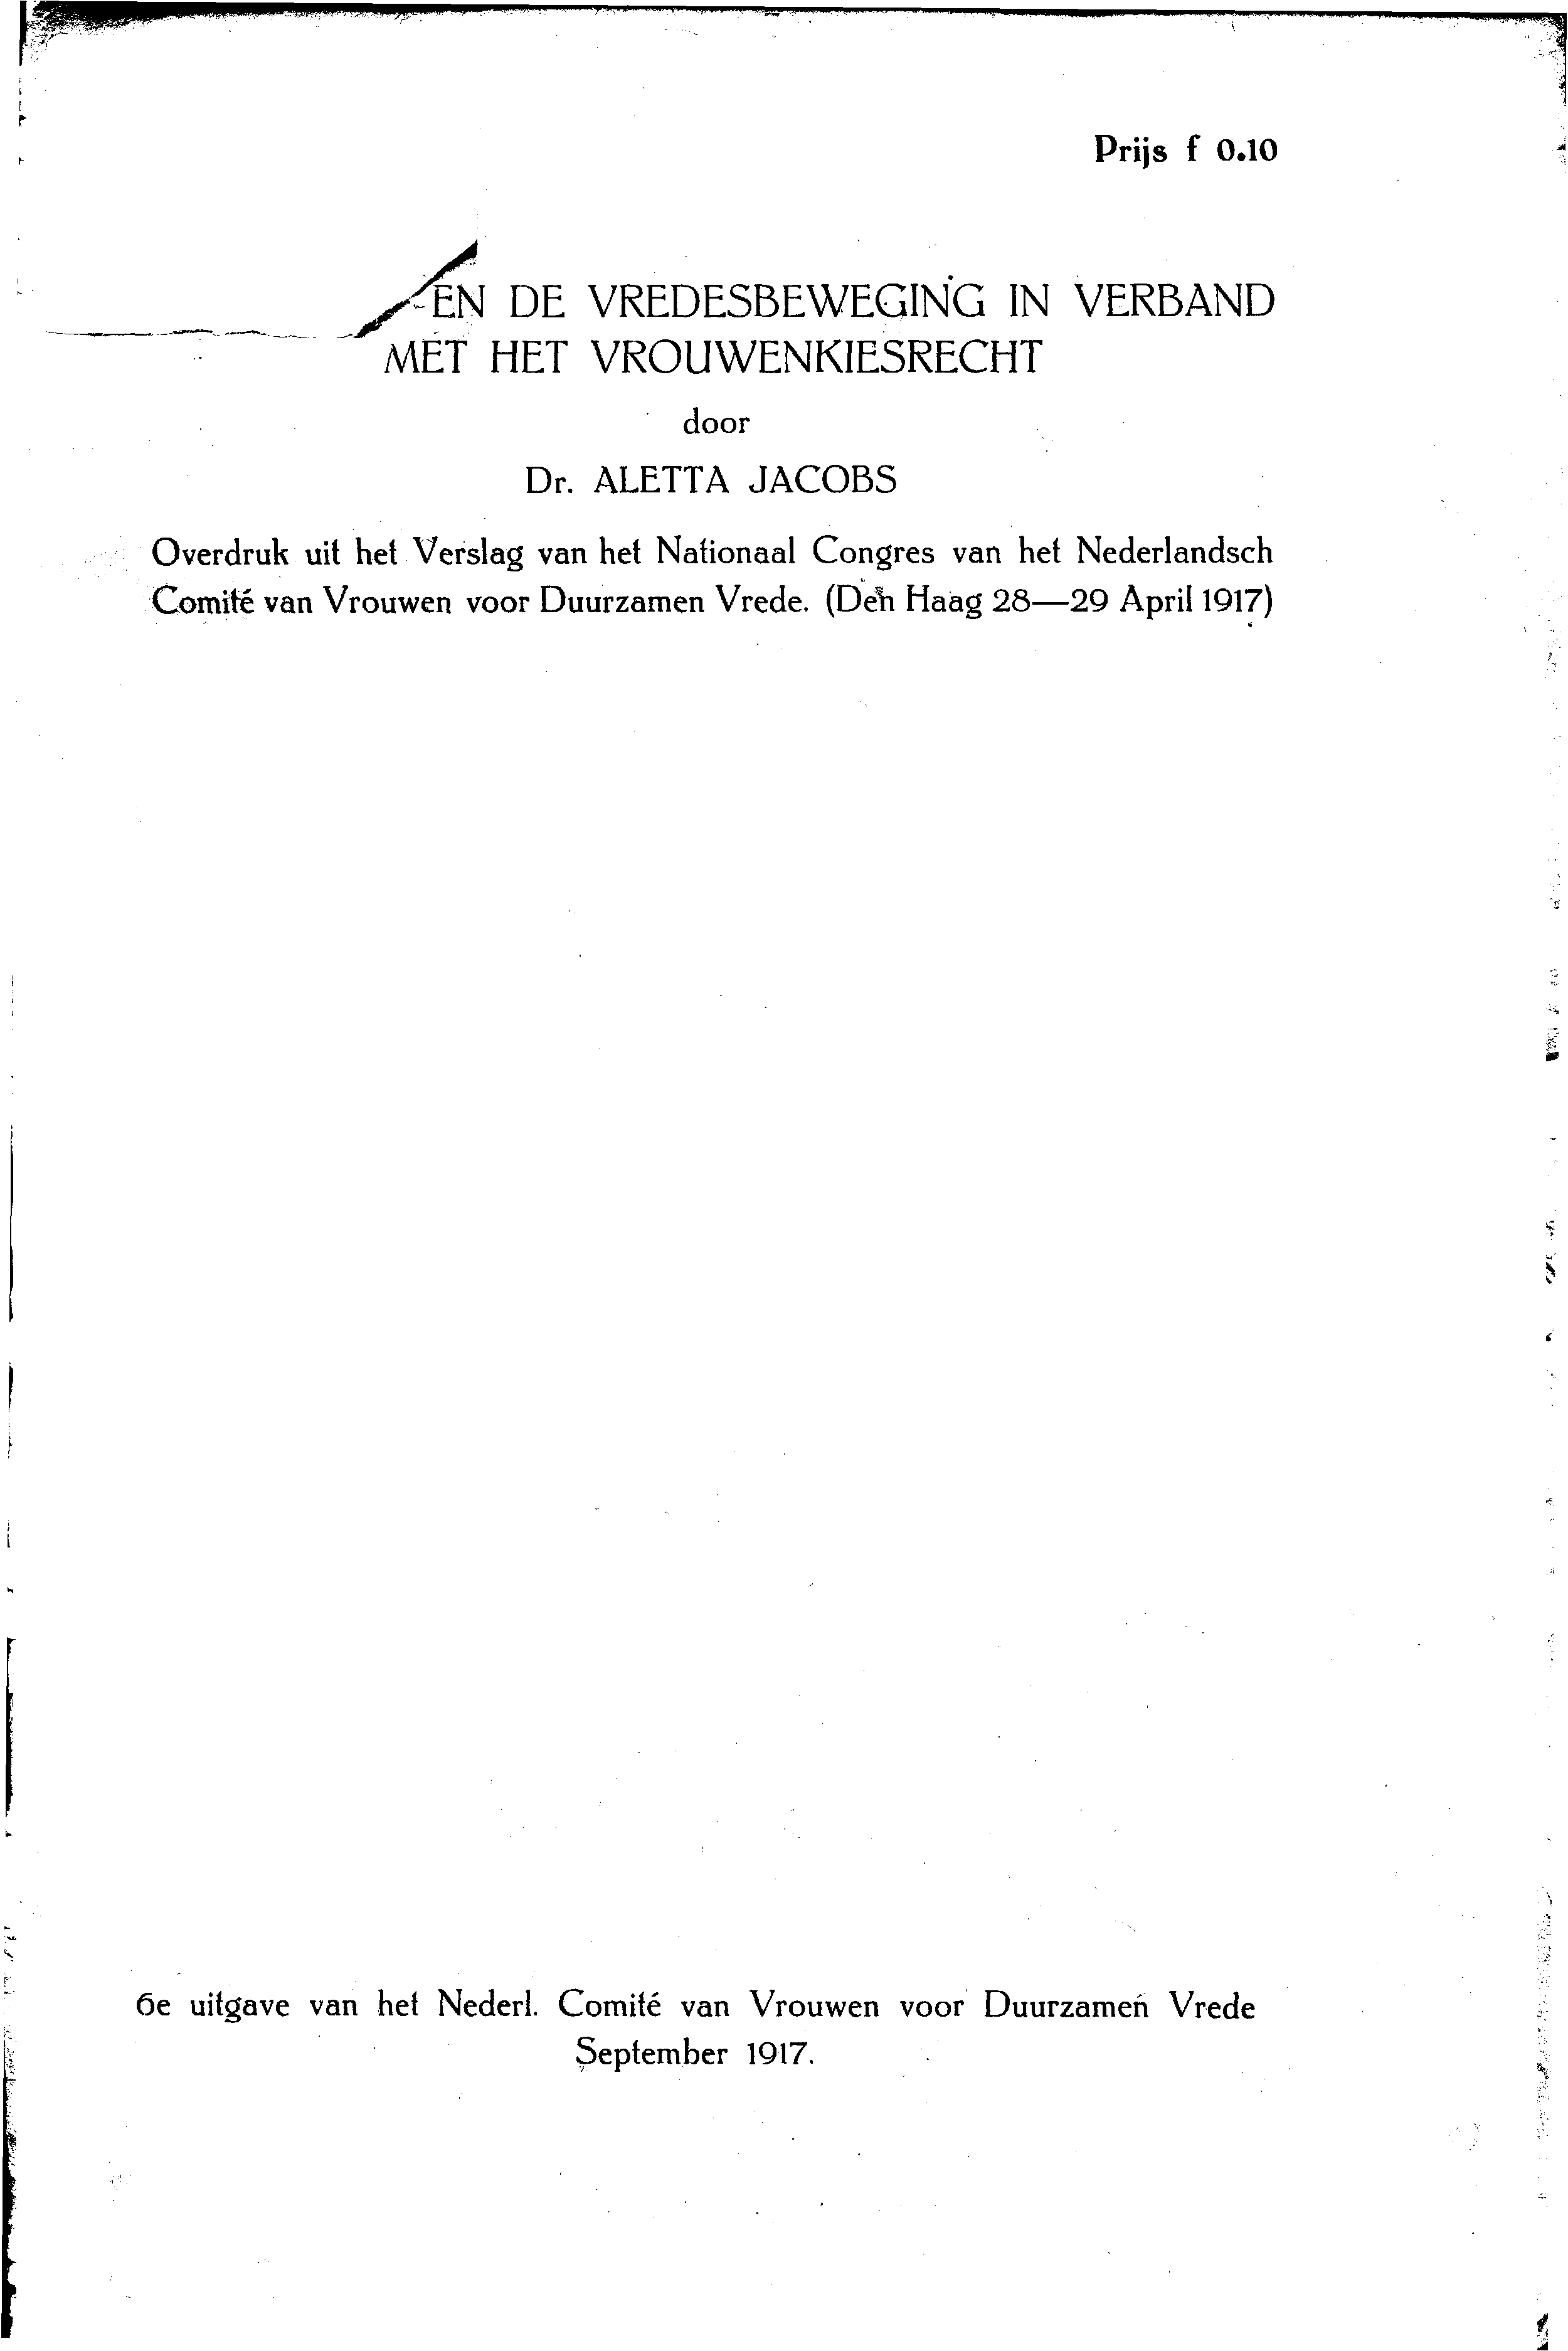 Prijs f 0.10
EN DE VREDESBEWEGING IN VERBAND
MET HET VROUWENKIESRECHT
door
Dr. ALETTA JACOBS
Overdruk uit het Verslag van het Nationaal Congres van het Nederlandsch
Comité van Vrouwen voor Duurzamen Vrede. (Den Haag 28—29 April 1917)
6e uitgave van het Nederl. Comité van Vrouwen voor Duurzamen Vrede
September 1917.